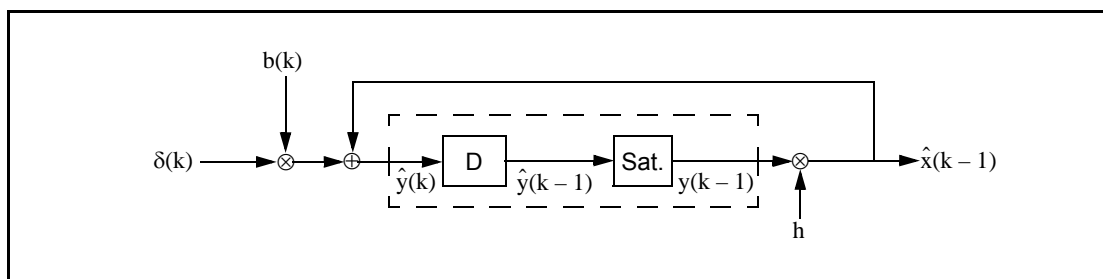 b(k)
δ(k)
⊗
⊕
ŷ(k)
D
ŷ(k – 1)
Sat.
y(k – 1)
⊗
x̂(k – 1)
h